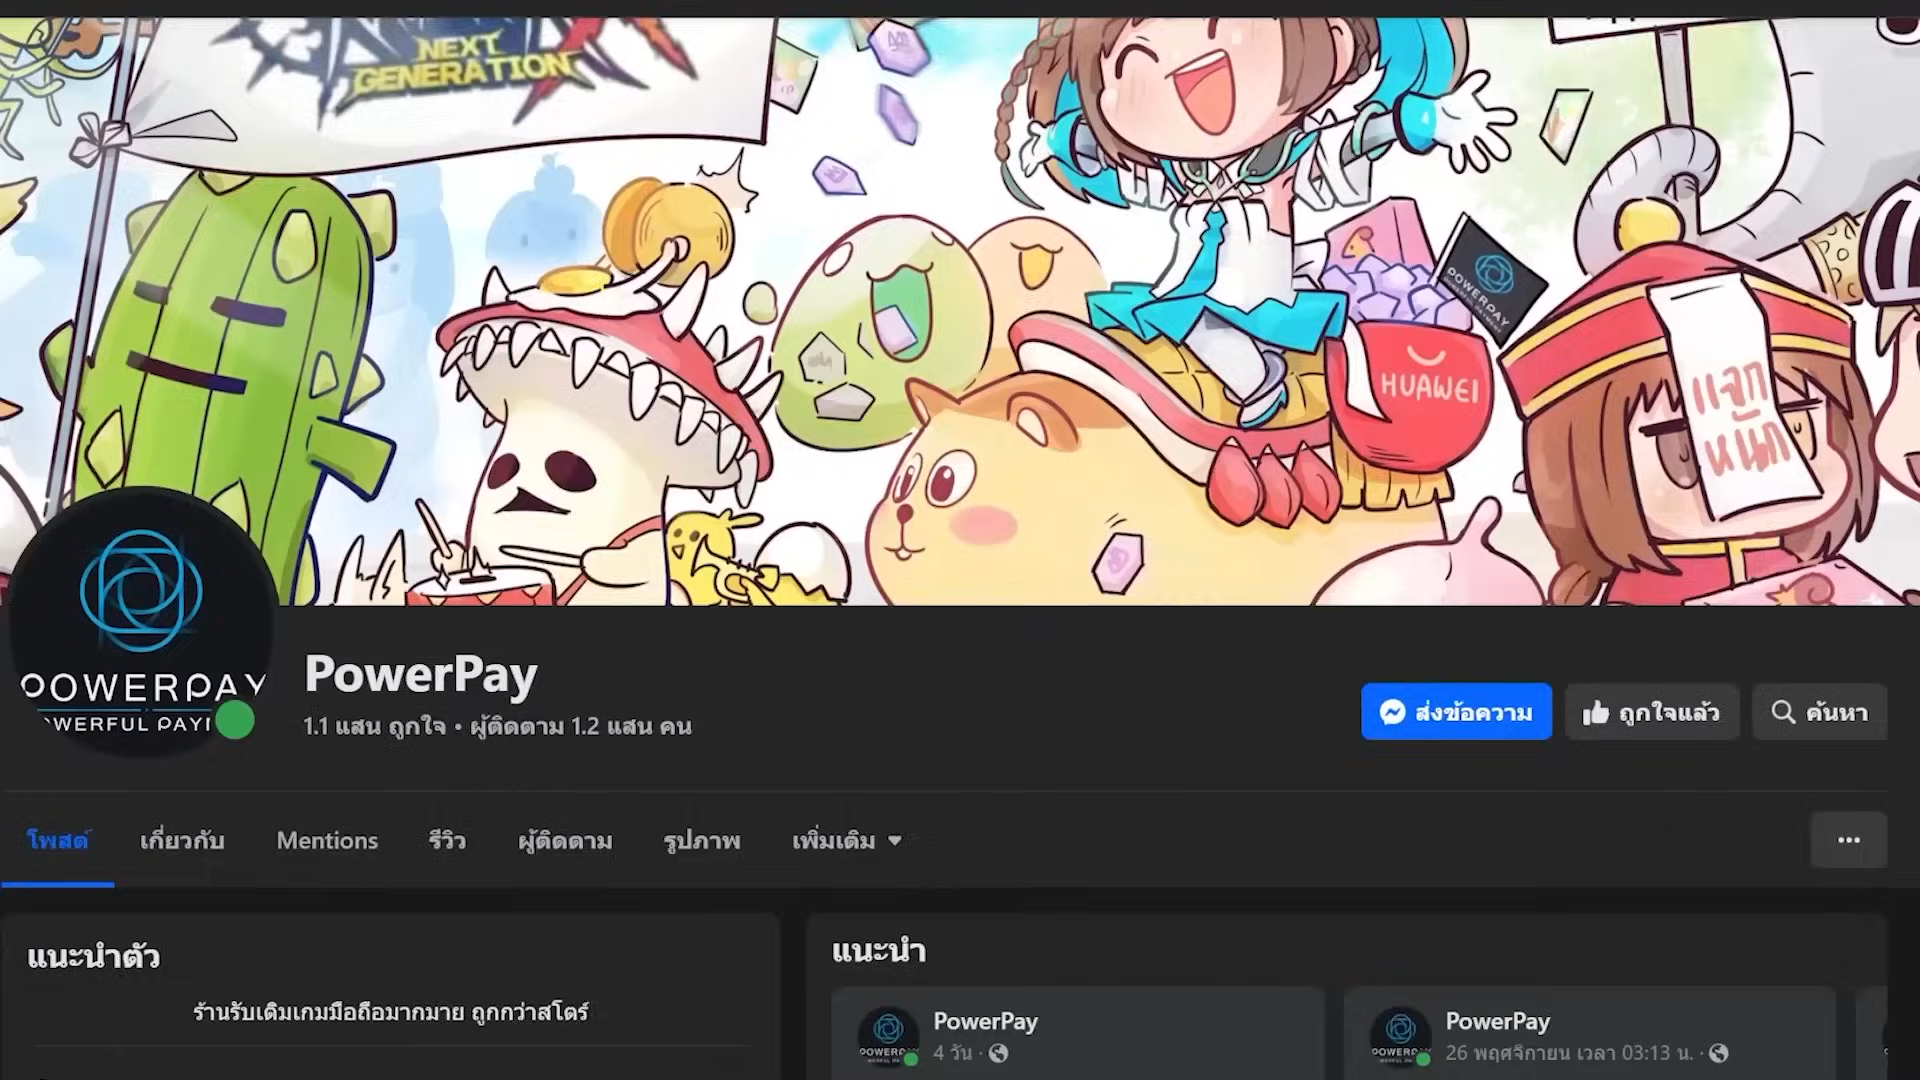 NEXT
GENERATION
POWERPAY
HUAWEI
แจก
หนัก
POWERPAY
PowerPay
1.1 แสน ถูกใจ • ผู้ติดตาม 1.2 แสน คน
ส่งข้อความ
ถูกใจแล้ว
ค้นหา
โพสต์
เกี่ยวกับ
Mentions
รีวิว
ผู้ติดตาม
รูปภาพ
เพิ่มเติม
แนะนำตัว
ร้านรับเติมเกมมือถือมากมาย ถูกกว่าสโตร์
แนะนำ
PowerPay
4 วัน ·
PowerPay
26 พฤศจิกายน เวลา 03:13 น. ·